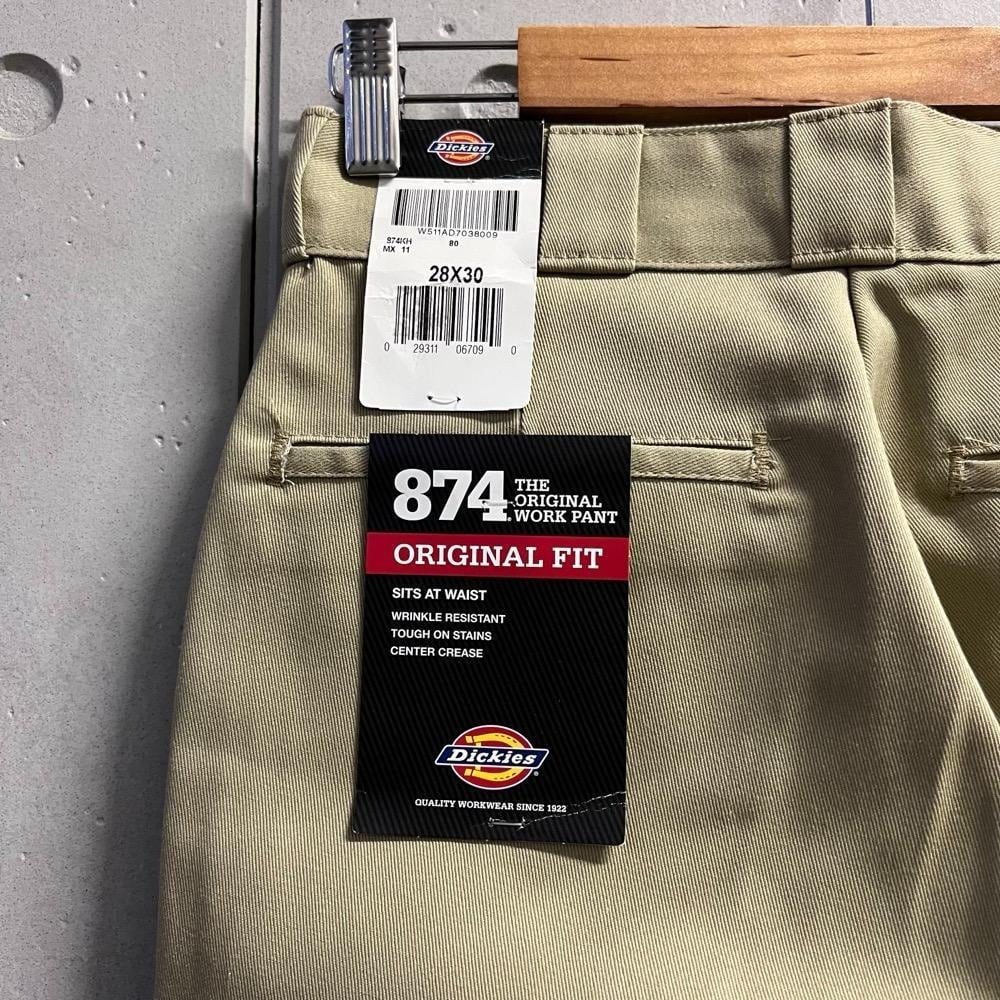 Dickies
W511AD7038009
874KH 80
MX 11
28X30
0 29311 06709 0
874 THE
ORIGINAL
WORK PANT
ORIGINAL FIT
SITS AT WAIST
WRINKLE RESISTANT
TOUGH ON STAINS
CENTER CREASE
Dickies
QUALITY WORKWEAR SINCE 1922